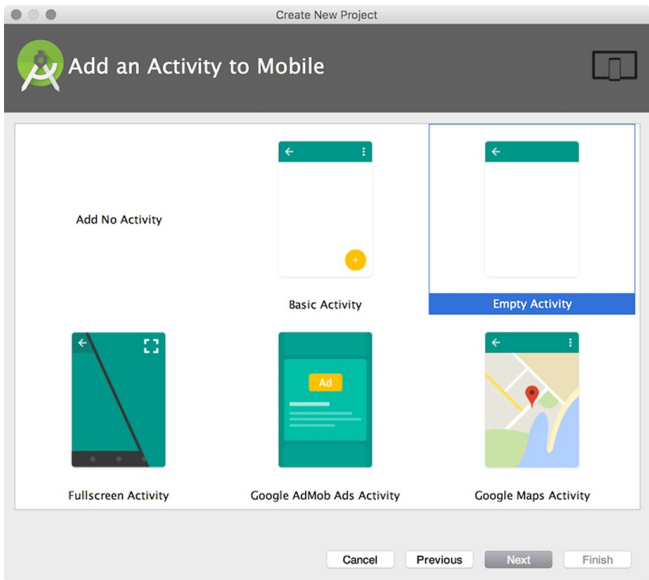 Create New Project
Add an Activity to Mobile
Add No Activity
Basic Activity
Empty Activity
Ad
Fullscreen Activity
Google AdMob Ads Activity
Google Maps Activity
Cancel
Previous
Next
Finish